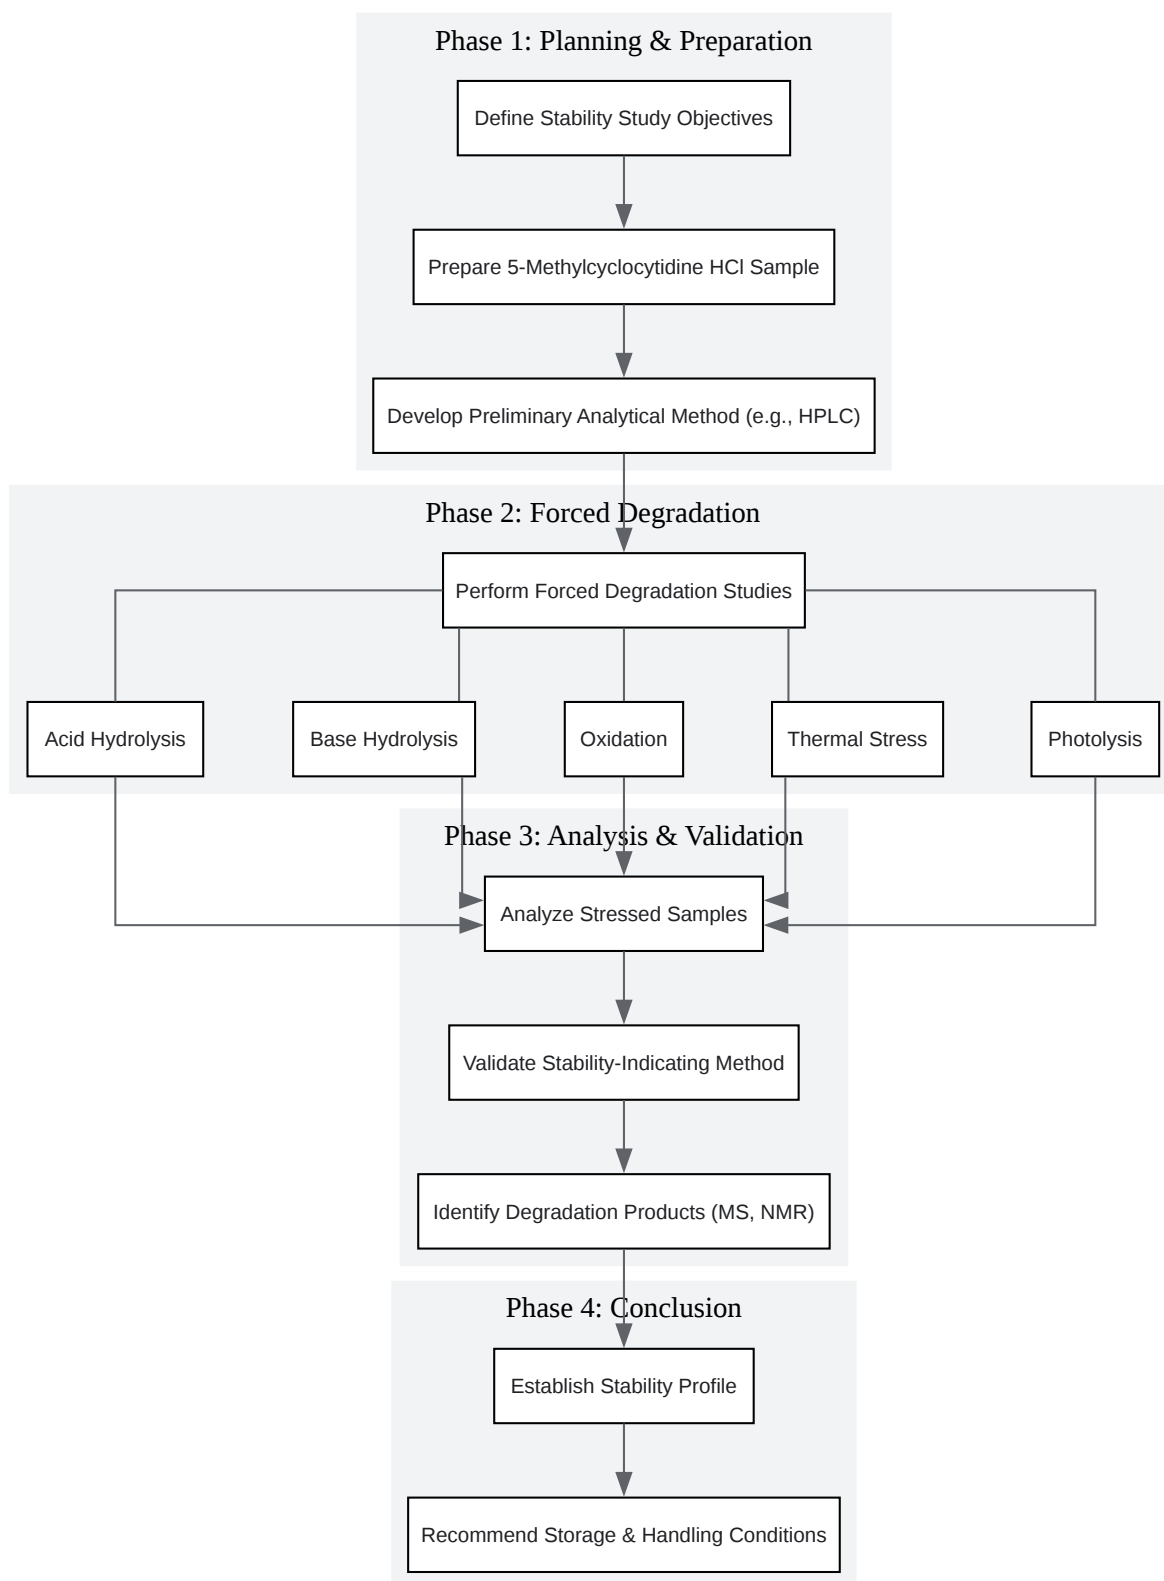 Phase 1: Planning & Preparation
Define Stability Study Objectives
Prepare 5-Methylcyclocytidine HCl Sample
Develop Preliminary Analytical Method (e.g., HPLC)
Phase 2: Forced Degradation
Perform Forced Degradation Studies
Acid Hydrolysis
Base Hydrolysis
Oxidation
Thermal Stress
Photolysis
Phase 3: Analysis & Validation
Analyze Stressed Samples
Validate Stability-Indicating Method
Identify Degradation Products (MS, NMR)
Phase 4: Conclusion
Establish Stability Profile
Recommend Storage & Handling Conditions